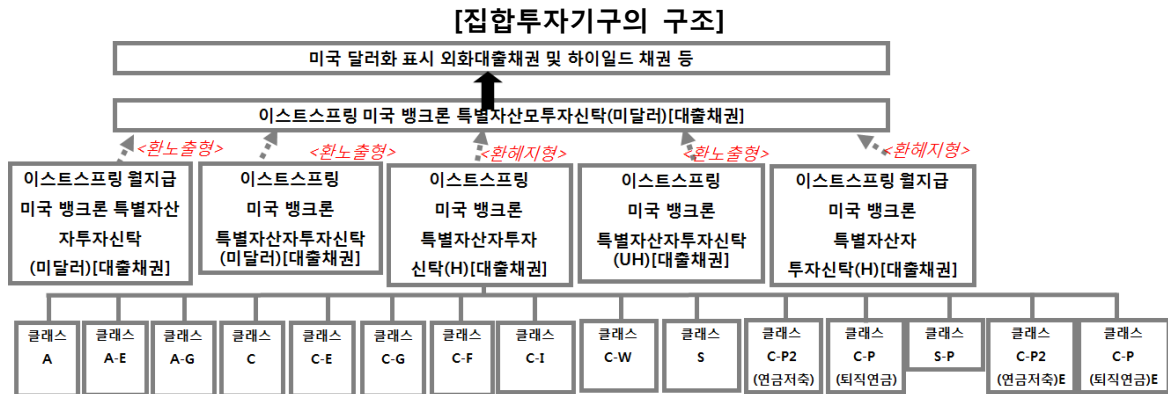 [집합투자기구의 구조]
미국 달러화 표시 외화대출채권 및 하이일드 채권 등
이스트스프링 미국 뱅크론 특별자산모투자신탁(미달러)[대출채권]
<환노출형>
<환노출형>
<환헤지형>
<환노출형>
<환헤지형>
이스트스프링 월지급
미국 뱅크론 특별자산
자투자신탁
(미달러)[대출채권]
이스트스프링
미국 뱅크론
특별자산자투자신탁
(미달러)[대출채권]
이스트스프링
미국 뱅크론
특별자산자투자
신탁(H)[대출채권]
이스트스프링
미국 뱅크론
특별자산자투자신탁
(UH)[대출채권]
이스트스프링 월지급
미국 뱅크론
특별자산자
투자신탁(H)[대출채권]
클래스
A
클래스
A-E
클래스
A-G
클래스
C
클래스
C-E
클래스
C-G
클래스
C-F
클래스
C-I
클래스
C-W
클래스
S
클래스
C-P2
(연금저축)
클래스
C-P
(퇴직연금)
클래스
S-P
클래스
C-P2
(연금저축)E
클래스
C-P
(퇴직연금)E